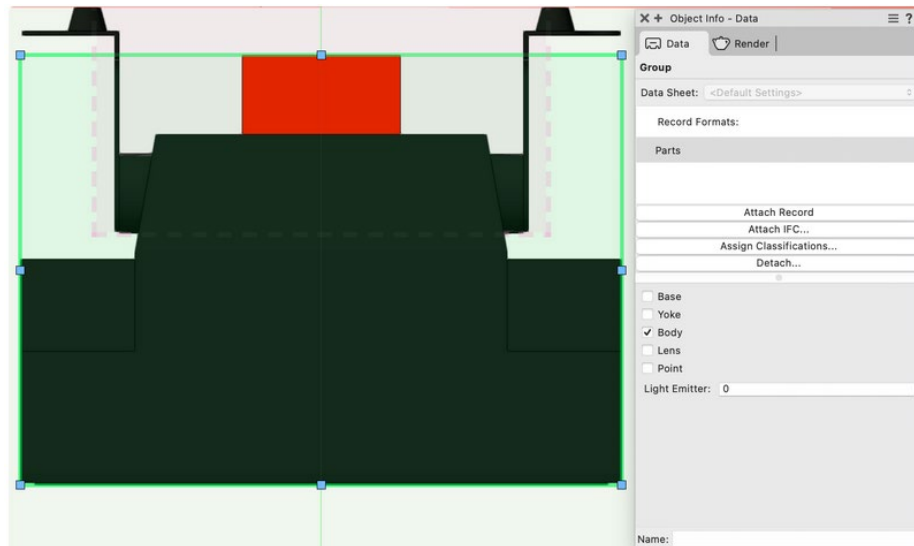 Object Info - Data
?
Data
Render
Group
Data Sheet: <Default Settings>
Record Formats:
Parts
Attach Record
Attach IFC...
Assign Classifications...
Detach...
Base
Yoke
Body
Lens
Point
Light Emitter: 0
Name: